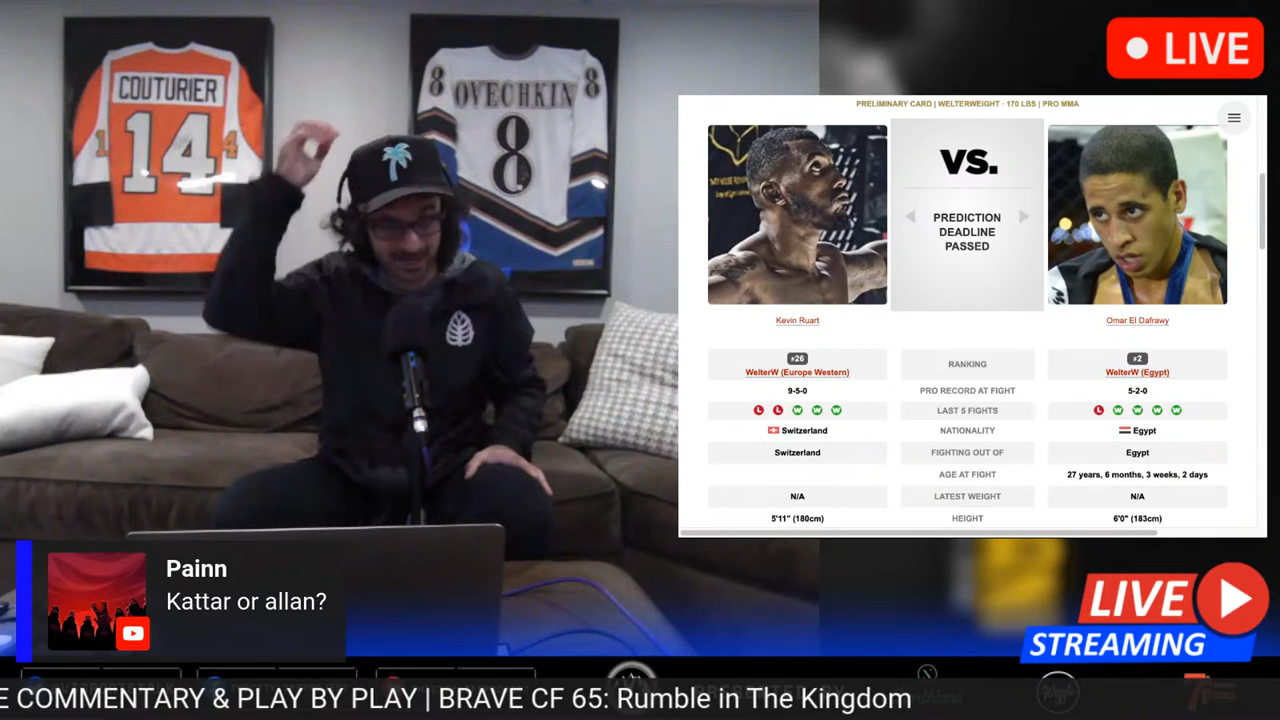 COUTURIER
14
14
8
8
OVECHKIN
8
LIVE
PRELIMINARY CARD | WELTERWEIGHT · 170 LBS | PRO MMA
VS.
PREDICTION
DEADLINE
PASSED
Kevin Ruart
Omar El Dafrawy
#26
WelterW (Europe Western)
RANKING
#2
WelterW (Egypt)
9-5-0
PRO RECORD AT FIGHT
5-2-0
L L W W W
LAST 5 FIGHTS
L W W W W
Switzerland
NATIONALITY
Egypt
Switzerland
FIGHTING OUT OF
Egypt
AGE AT FIGHT
27 years, 6 months, 3 weeks, 2 days
N/A
LATEST WEIGHT
N/A
5'11" (180cm)
HEIGHT
6'0" (183cm)
Painn
Kattar or allan?
LIVE
STREAMING
E COMMENTARY & PLAY BY PLAY | BRAVE CF 65: Rumble in The Kingdom